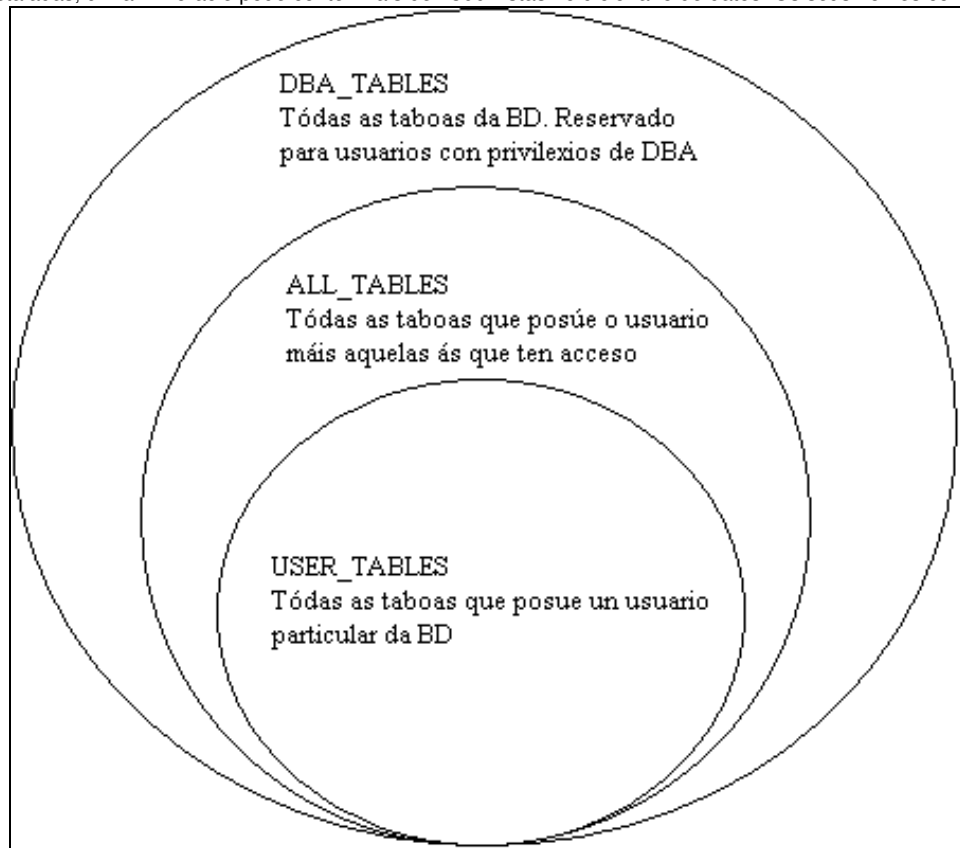 DBA_TABLES
Tódas as taboas da BD. Reservado
para usuarios con privilexios de DBA
ALL_TABLES
Tódas as taboas que posúe o usuario
máis aquelas ás que ten acceso
USER_TABLES
Tódas as taboas que posue un usuario
particular da BD